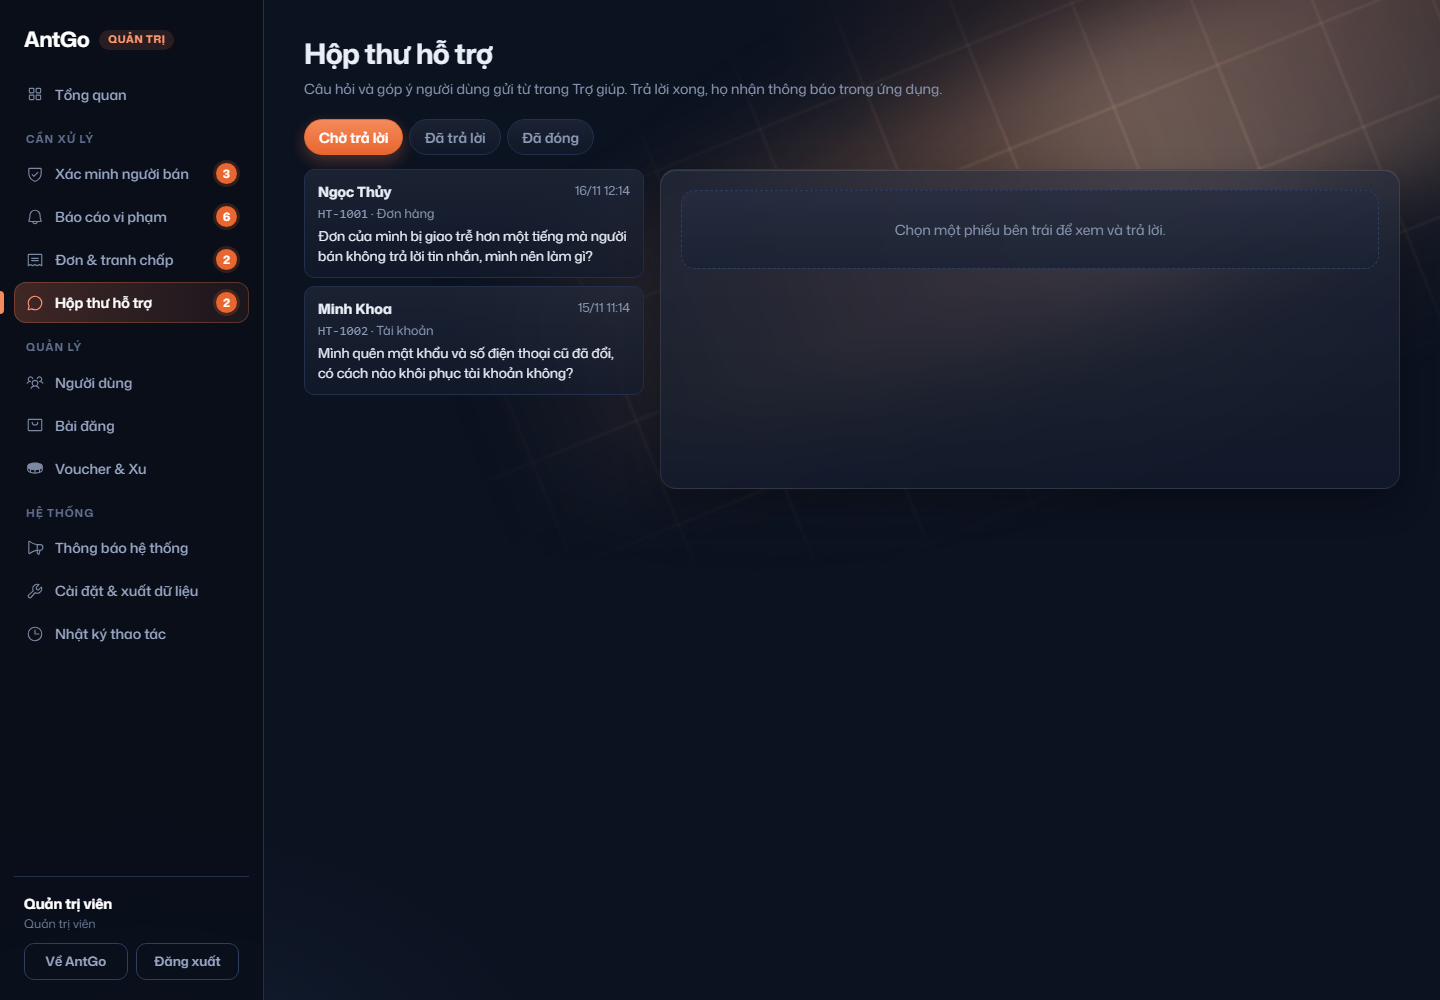 AntGo QUẢN TRỊ
Tổng quan
CẦN XỬ LÝ
Xác minh người bán 3
Báo cáo vi phạm 6
Đơn & tranh chấp 2
Hộp thư hỗ trợ 2
QUẢN LÝ
Người dùng
Bài đăng
Voucher & Xu
HỆ THỐNG
Thông báo hệ thống
Cài đặt & xuất dữ liệu
Nhật ký thao tác
Quản trị viên
Quản trị viên
Về AntGo Đăng xuất
Hộp thư hỗ trợ
Câu hỏi và góp ý người dùng gửi từ trang Trợ giúp. Trả lời xong, họ nhận thông báo trong ứng dụng.
Chờ trả lời Đã trả lời Đã đóng
Ngọc Thủy 16/11 12:14
HT-1001 · Đơn hàng
Đơn của mình bị giao trễ hơn một tiếng mà người
bán không trả lời tin nhắn, mình nên làm gì?
Minh Khoa 15/11 11:14
HT-1002 · Tài khoản
Mình quên mật khẩu và số điện thoại cũ đã đổi,
có cách nào khôi phục tài khoản không?
Chọn một phiếu bên trái để xem và trả lời.